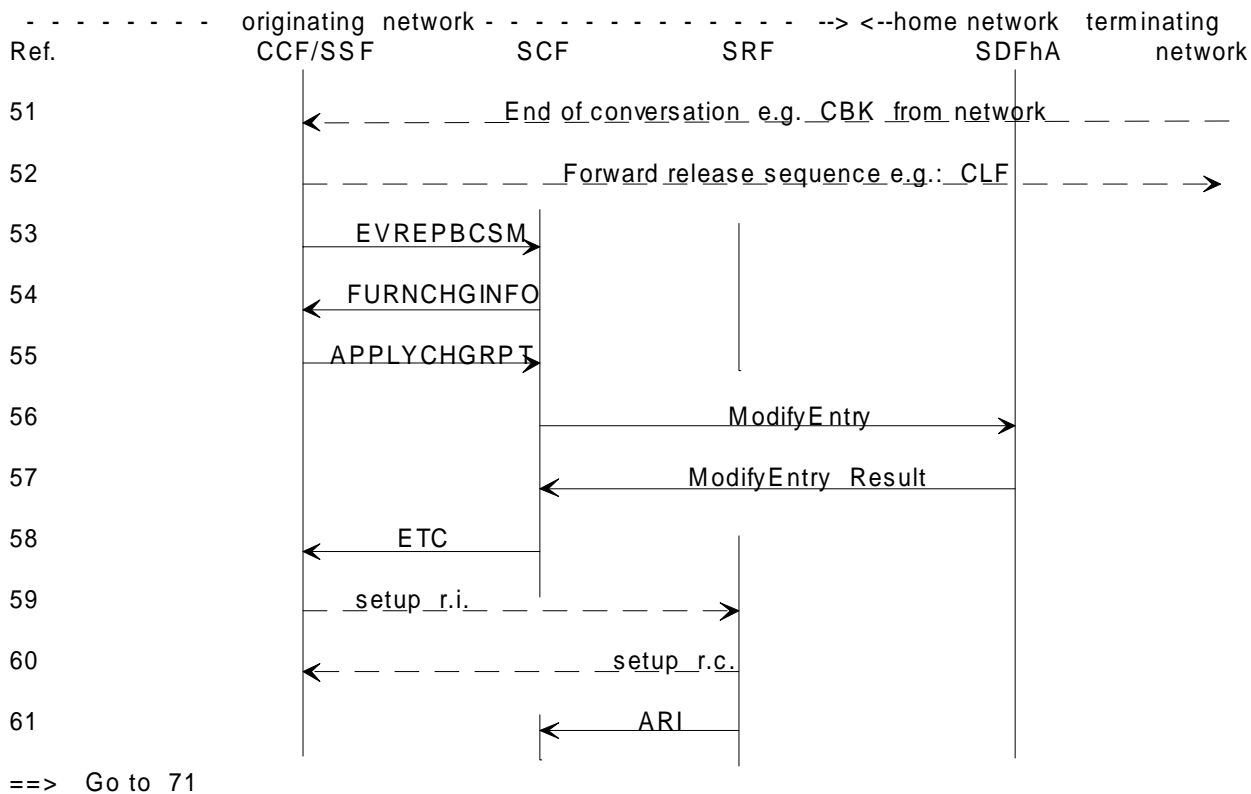 - - - - - - - - originating network - - - - - - - - - - - - - - --> <--home network terminating
Ref. CCF/SSF SCF SRF SDFhA network
51 End of conversation e.g. CBK from network
52 Forward release sequence e.g.: CLF
53 EVREPBCSM
54 FURNCHGINFO
55 APPLYCHGRPT
56 ModifyEntry
57 ModifyEntry Result
58 ETC
59 setup r.i.
60 setup r.c.
61 ARI
==> Go to 71